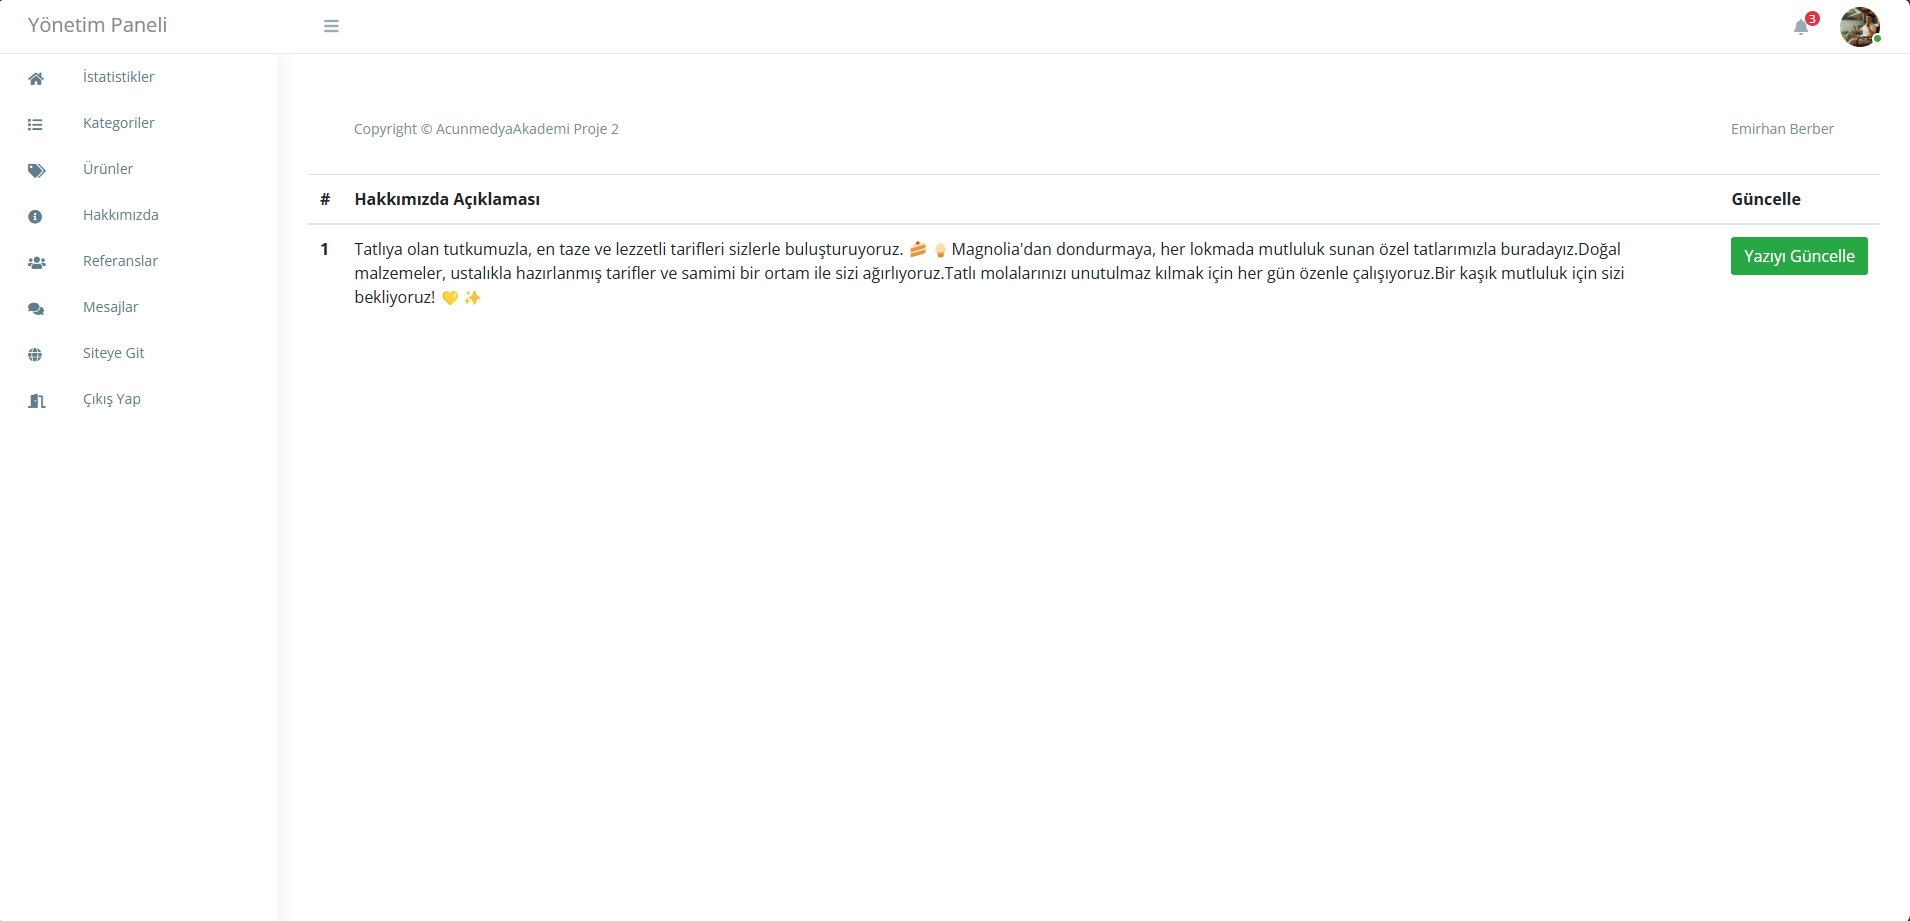 Yönetim Paneli
3
İstatistikler
Kategoriler
Ürünler
Hakkımızda
Referanslar
Mesajlar
Siteye Git
Çıkış Yap
Copyright © AcunmedyaAkademi Proje 2
Emirhan Berber
# Hakkımızda Açıklaması Güncelle
1 Tatlıya olan tutkumuzla, en taze ve lezzetli tarifleri sizlerle buluşturuyoruz. 🍰 🍦 Magnolia'dan dondurmaya, her lokmada mutluluk sunan özel tatlarımızla buradayız.Doğal
malzemeler, ustalıkla hazırlanmış tarifler ve samimi bir ortam ile sizi ağırlıyoruz.Tatlı molalarınızı unutulmaz kılmak için her gün özenle çalışıyoruz.Bir kaşık mutluluk için sizi
bekliyoruz! 💛 ✨
Yazıyı Güncelle